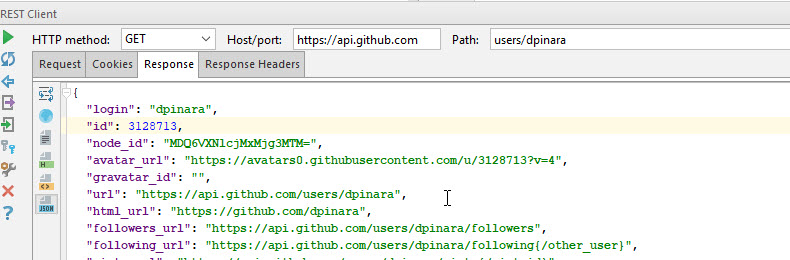 REST Client
HTTP method: GET Host/port: https://api.github.com Path: users/dpinara
Request Cookies Response Response Headers
{
"login": "dpinara",
"id": 3128713,
"node_id": "MDQ6VXNlcjMxMjg3MTM=",
"avatar_url": "https://avatars0.githubusercontent.com/u/3128713?v=4",
"gravatar_id": "",
"url": "https://api.github.com/users/dpinara",
"html_url": "https://github.com/dpinara",
"followers_url": "https://api.github.com/users/dpinara/followers",
"following_url": "https://api.github.com/users/dpinara/following{/other_user}",